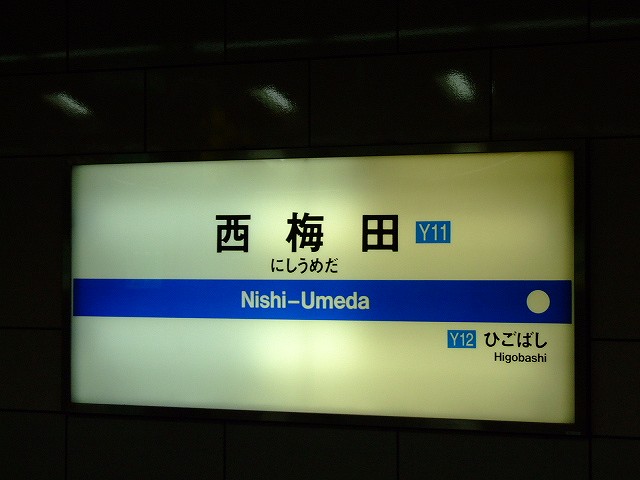 西梅田 Y11
にしうめだ
Nishi-Umeda
Y12 ひごばし
Higobashi